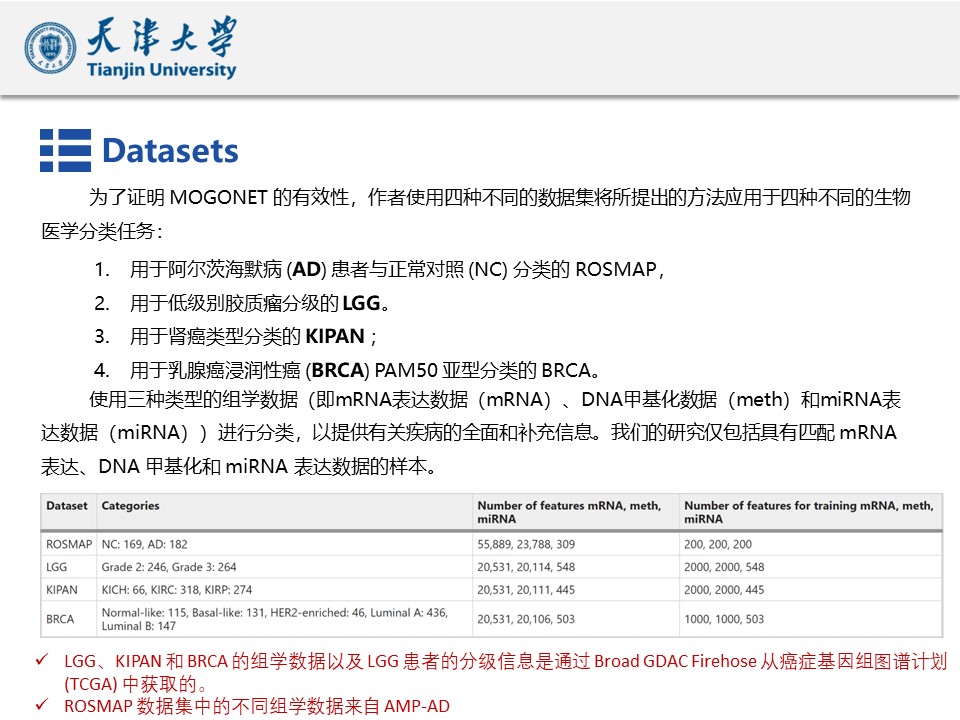 天津大学
Tianjin University
Datasets
为了证明 MOGONET 的有效性，作者使用四种不同的数据集将所提出的方法应用于四种不同的生物
医学分类任务：
1. 用于阿尔茨海默病 (AD) 患者与正常对照 (NC) 分类的 ROSMAP，
2. 用于低级别胶质瘤分级的 LGG。
3. 用于肾癌类型分类的 KIPAN ；
4. 用于乳腺癌浸润性癌 (BRCA) PAM50 亚型分类的 BRCA。
使用三种类型的组学数据（即mRNA表达数据（mRNA）、DNA甲基化数据（meth）和miRNA表
达数据（miRNA））进行分类，以提供有关疾病的全面和补充信息。我们的研究仅包括具有匹配 mRNA
表达、DNA 甲基化和 miRNA 表达数据的样本。
Dataset Categories Number of features mRNA, meth, Number of features for training mRNA, meth,
miRNA miRNA
ROSMAP NC: 169, AD: 182 55,889, 23,788, 309 200, 200, 200
LGG Grade 2: 246, Grade 3: 264 20,531, 20,114, 548 2000, 2000, 548
KIPAN KICH: 66, KIRC: 318, KIRP: 274 20,531, 20,111, 445 2000, 2000, 445
BRCA Normal-like: 115, Basal-like: 131, HER2-enriched: 46, Luminal A: 436, 20,531, 20,106, 503 1000, 1000, 503
Luminal B: 147
✓ LGG、KIPAN 和 BRCA 的组学数据以及 LGG 患者的分级信息是通过 Broad GDAC Firehose 从癌症基因组图谱计划
(TCGA) 中获取的。
✓ ROSMAP 数据集中的不同组学数据来自 AMP-AD